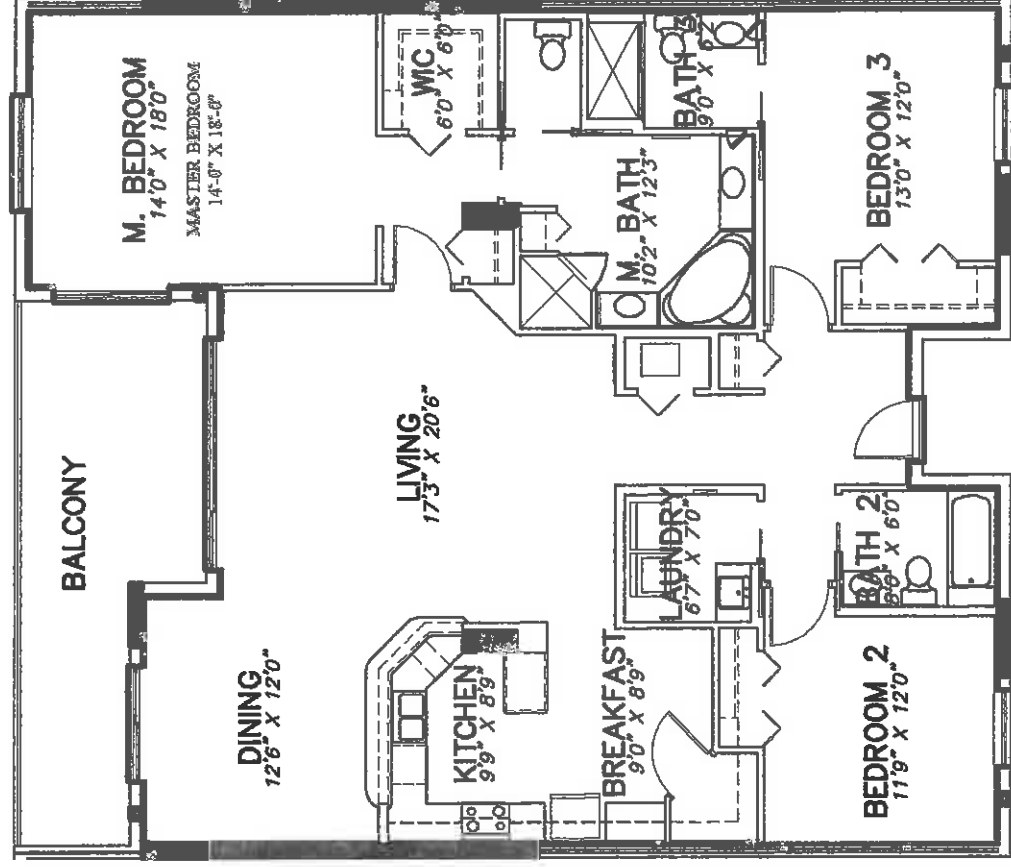 BALCONY
M. BEDROOM
14'0" X 18'0"
MASTER BEDROOM
14'-0" X 18'-0"
WIC
6'0" X 6'0"
BATH 3
M. BATH
10'2" X 12'3"
BEDROOM 3
13'0 X 12'0"
LIVING
17'3" X 20'6"
DINING
12'6" X 12'0"
KITCHEN
9'9" X 8'9"
BREAKFAST
9'0" X 8'9"
LAUNDRY
6'7" X 7'0"
BATH 2
BEDROOM 2
11'9" X 12'0"